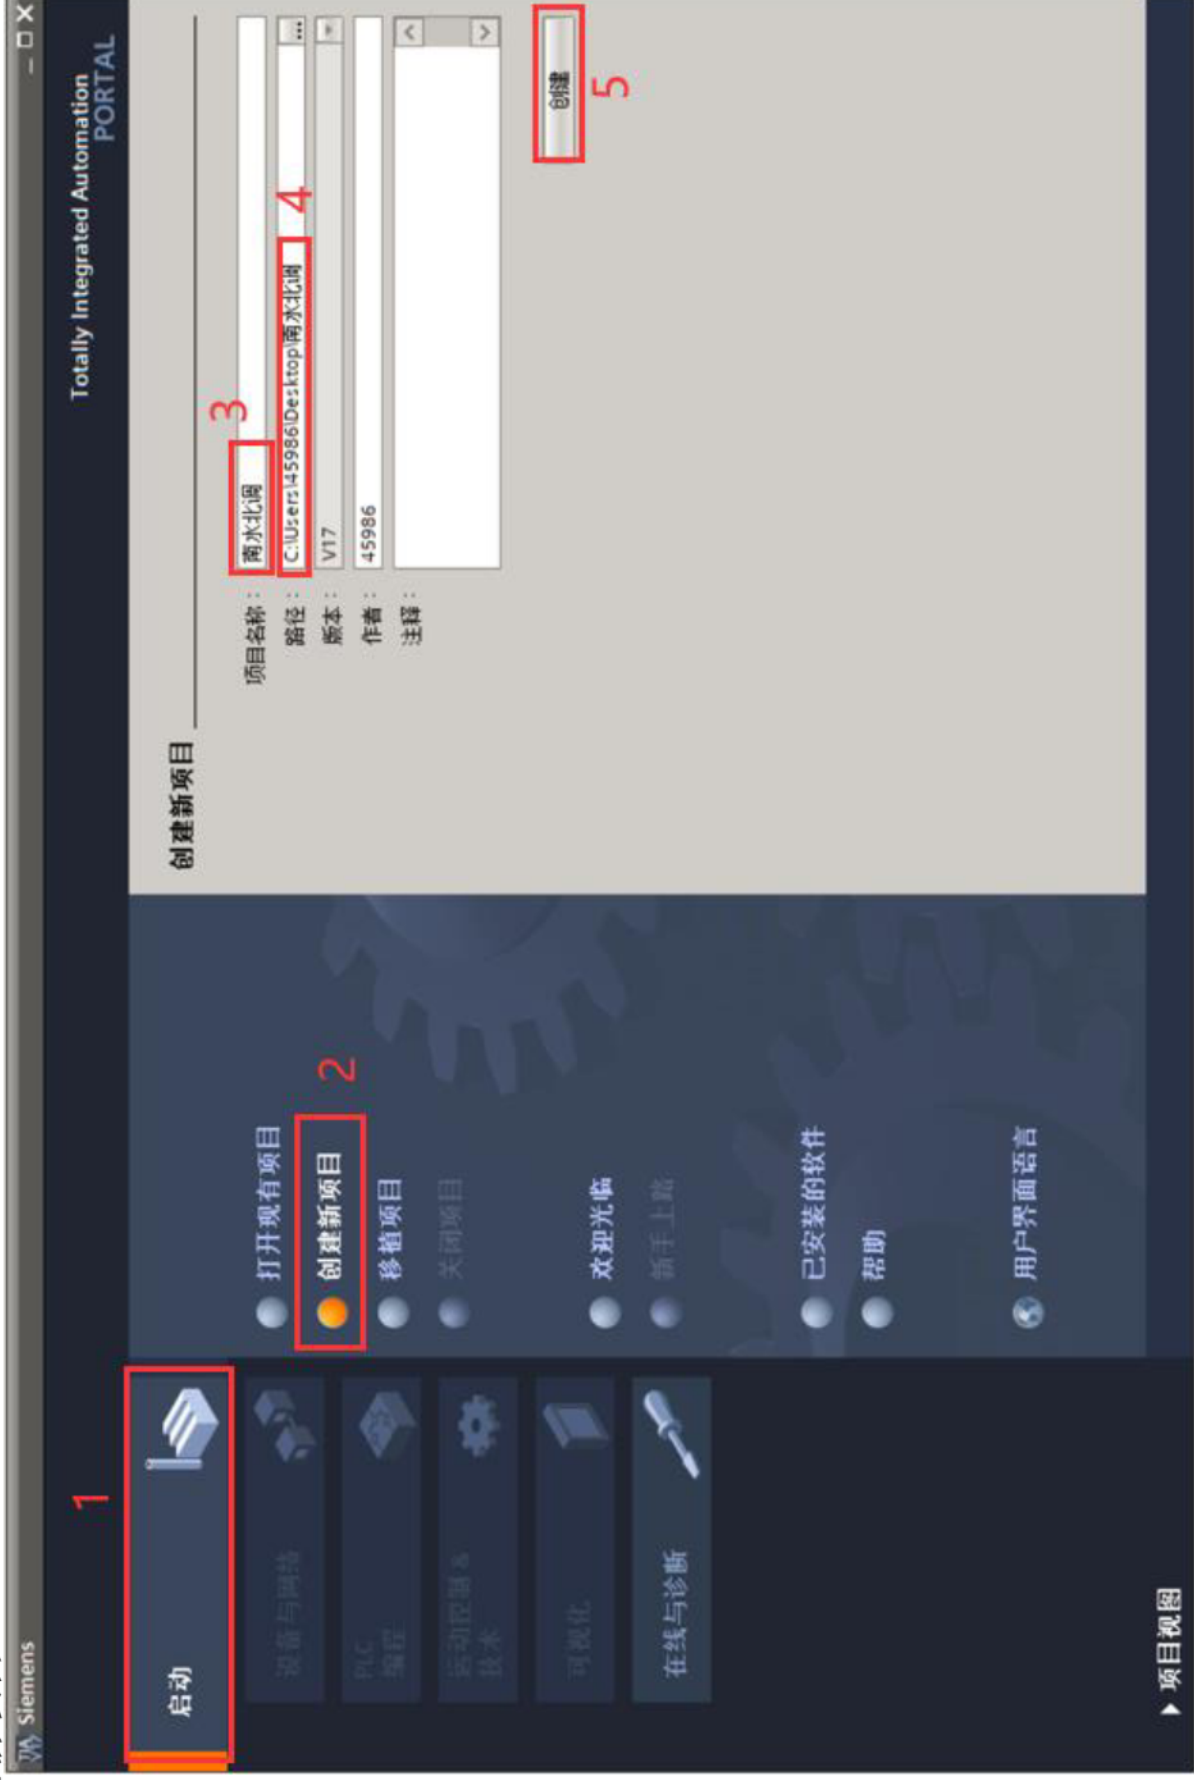 Siemens
Totally Integrated Automation
PORTAL
1
启动
设备与网络
PLC
编程
运动控制 &
技术
可视化
在线与诊断
打开现有项目
创建新项目
2
移植项目
关闭项目
欢迎光临
新手上路
已安装的软件
帮助
用户界面语言
创建新项目
项目名称： 南水北调
3
路径： C:\Users\45986\Desktop\南水北调 ...
4
版本： V17
作者： 45986
注释：
创建
5
项目视图